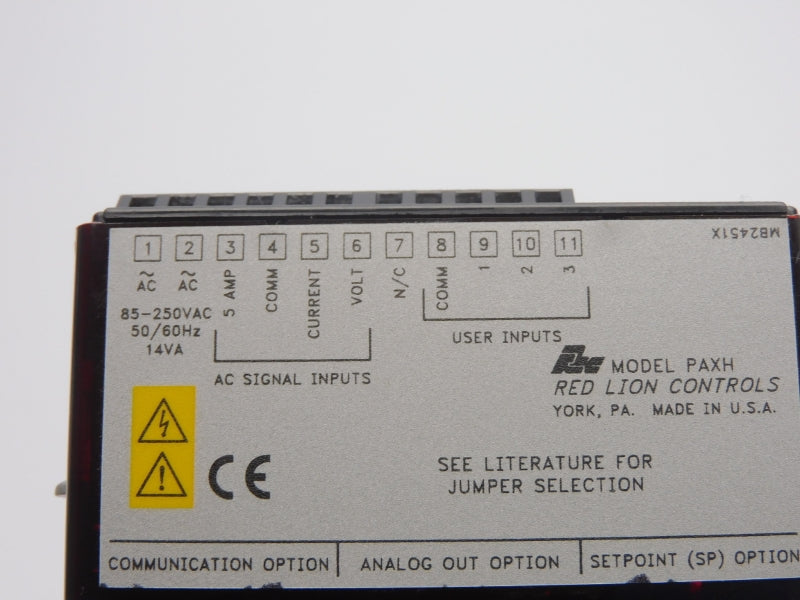 1 2 3 4 5 6 7 8 9 10 11
MB2451X
~ AC ~ AC 5 AMP COMM CURRENT VOLT N/C COMM 1 2 3
85-250VAC
50/60Hz
14VA
USER INPUTS
AC SIGNAL INPUTS
RLC MODEL PAXH
RED LION CONTROLS
YORK, PA. MADE IN U.S.A.
CE
SEE LITERATURE FOR
JUMPER SELECTION
COMMUNICATION OPTION ANALOG OUT OPTION SETPOINT (SP) OPTION